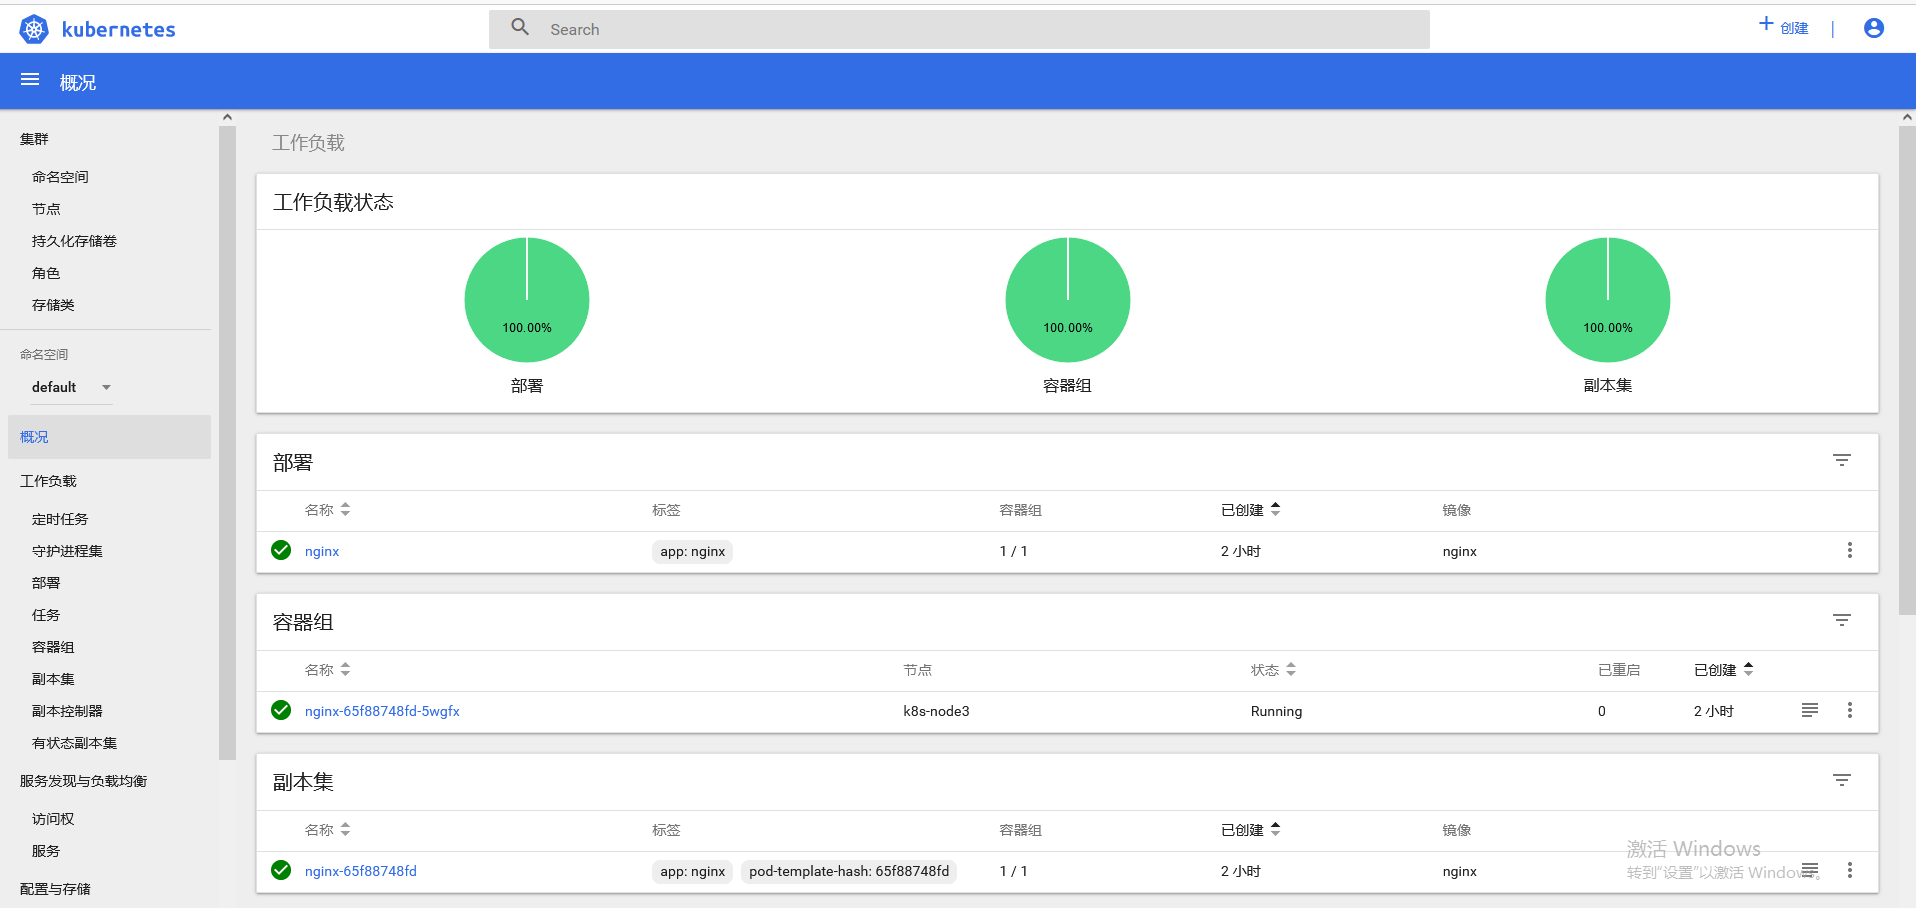 kubernetes
Search
创建
概况
集群
命名空间
节点
持久化存储卷
角色
存储类
命名空间
default
概况
工作负载
定时任务
守护进程集
部署
任务
容器组
副本集
副本控制器
有状态副本集
服务发现与负载均衡
访问权
服务
配置与存储
工作负载
工作负载状态
100.00% 100.00% 100.00%
部署 容器组 副本集
部署
名称 标签 容器组 已创建 镜像
nginx app: nginx 1 / 1 2 小时 nginx
容器组
名称 节点 状态 已重启 已创建
nginx-65f88748fd-5wgfx k8s-node3 Running 0 2 小时
副本集
名称 标签 容器组 已创建 镜像
nginx-65f88748fd app: nginx pod-template-hash: 65f88748fd 1 / 1 2 小时 nginx
激活 Windows
转到"设置"以激活 Windows。